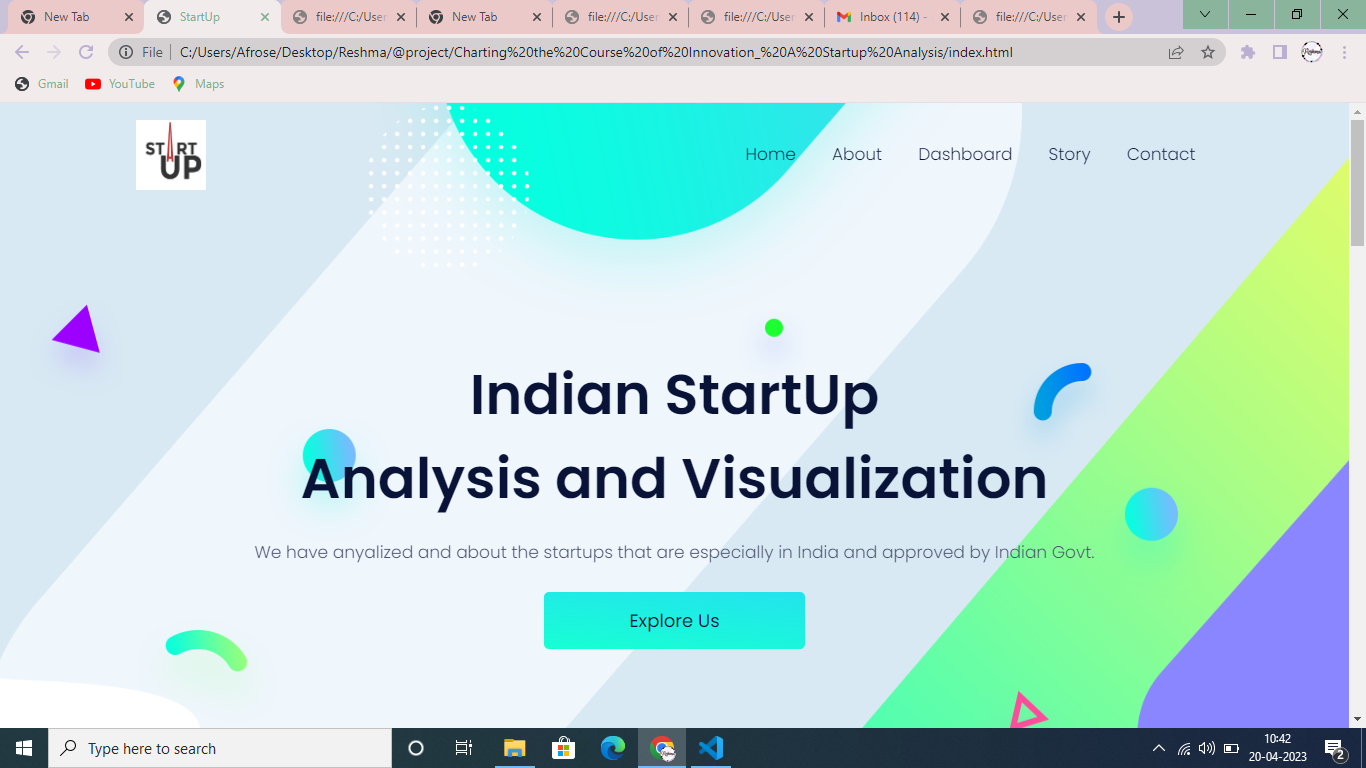 New Tab
StartUp
file:///C:/User
New Tab
file:///C:/User
file:///C:/User
Inbox (114) -
file:///C:/User
File
C:/Users/Afrose/Desktop/Reshma/@project/Charting%20the%20Course%20of%20Innovation_%20A%20Startup%20Analysis/index.html
Gmail
YouTube
Maps
START
UP
Home
About
Dashboard
Story
Contact
Indian StartUp
Analysis and Visualization
We have anyalized and about the startups that are especially in India and approved by Indian Govt.
Explore Us
Type here to search
10:42
20-04-2023
2